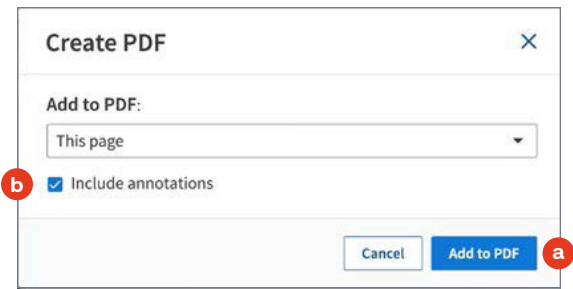 Create PDF
Add to PDF:
This page
b Include annotations
Cancel Add to PDF a